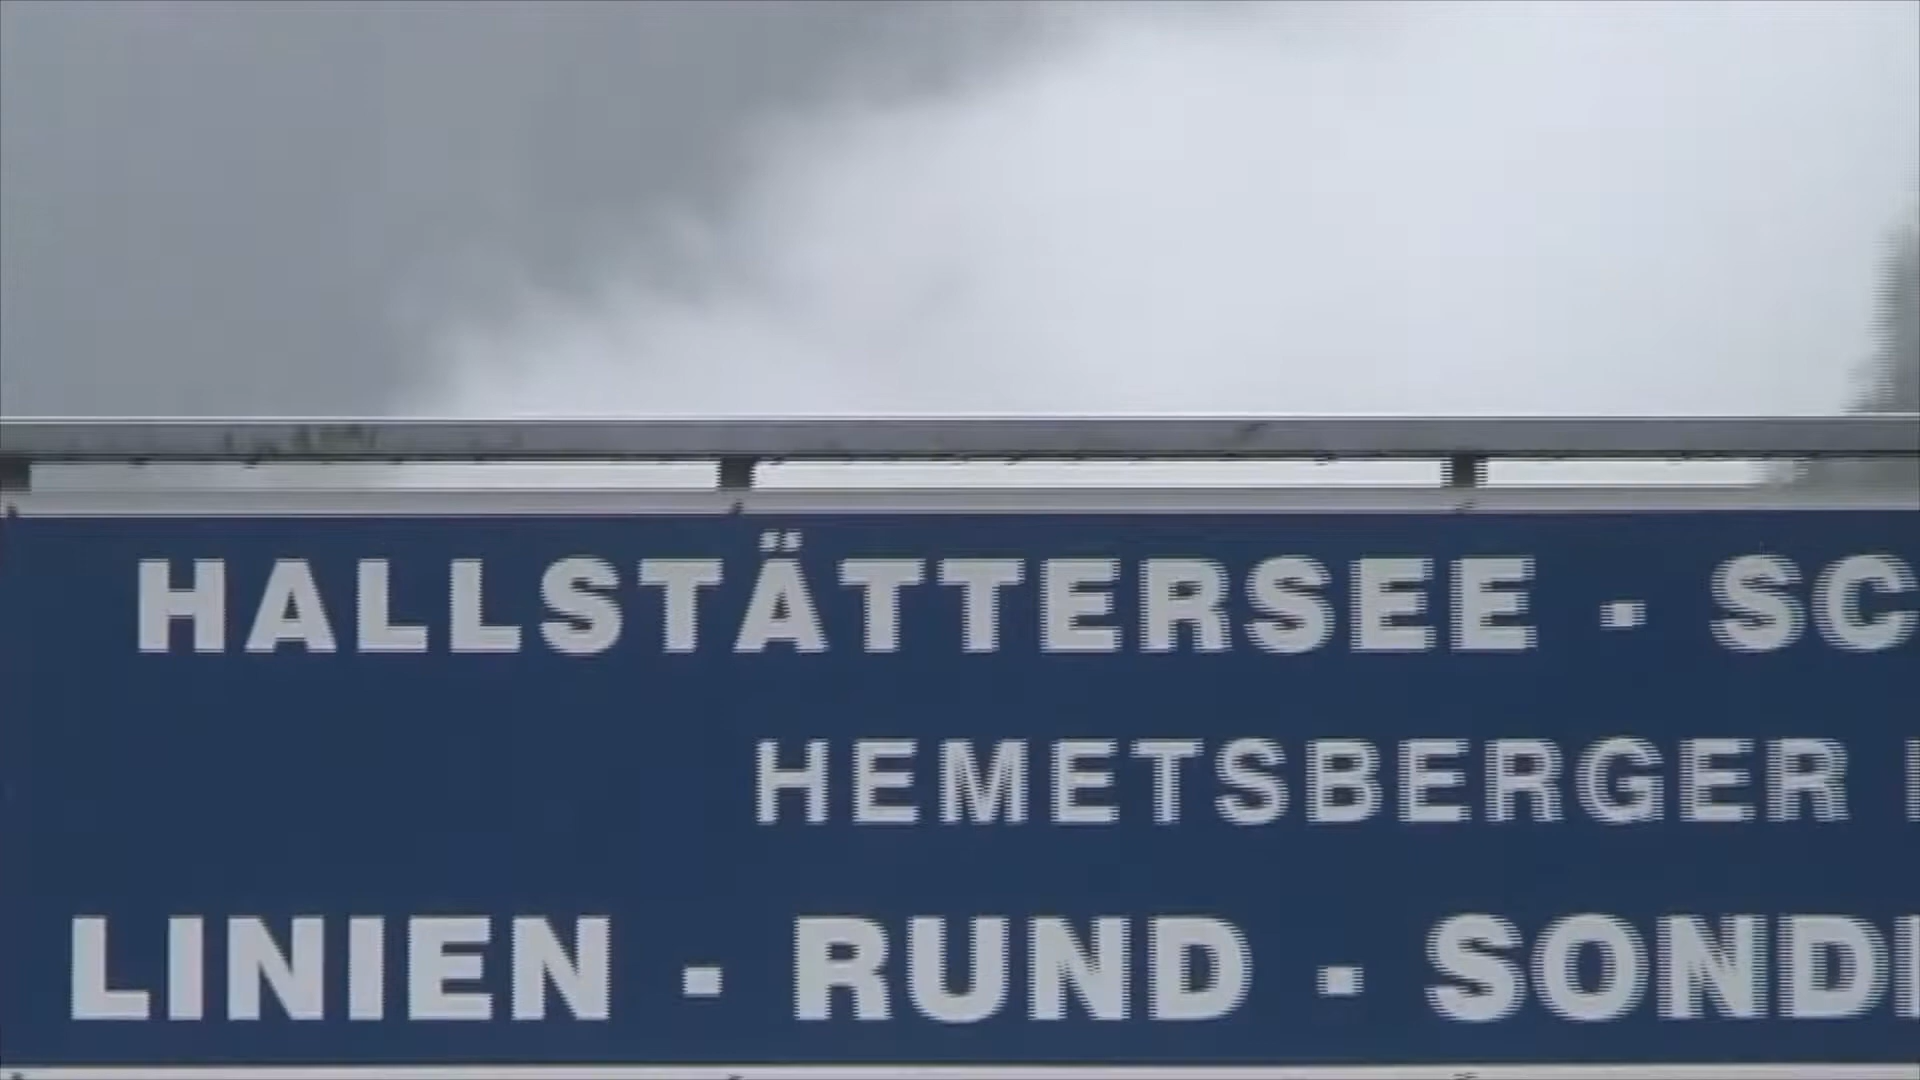 HALLSTÄTTERSEE · SC
HEMETSBERGER
LINIEN · RUND · SOND